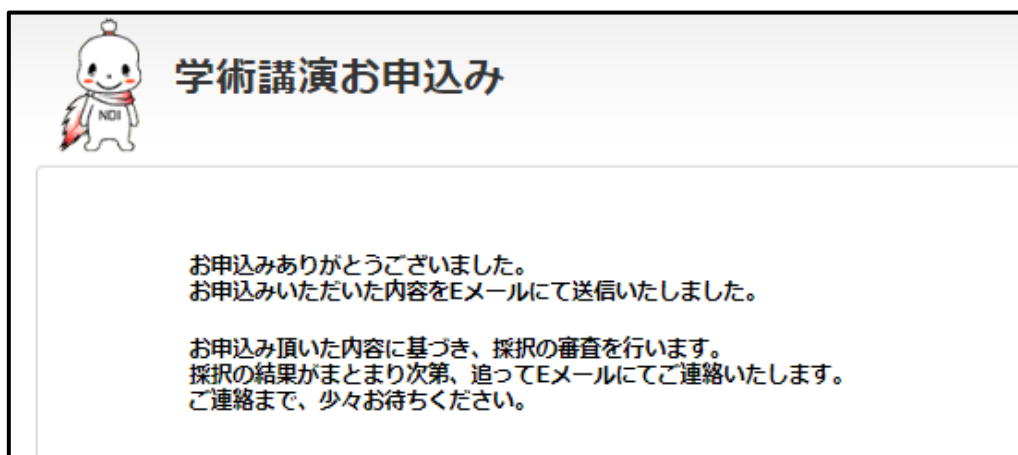 学術講演お申込み
NDI
お申込みありがとうございました。
お申込みいただいた内容をEメールにて送信いたしました。
お申込み頂いた内容に基づき、採択の審査を行います。
採択の結果がまとまり次第、追ってEメールにてご連絡いたします。
ご連絡まで、少々お待ちください。